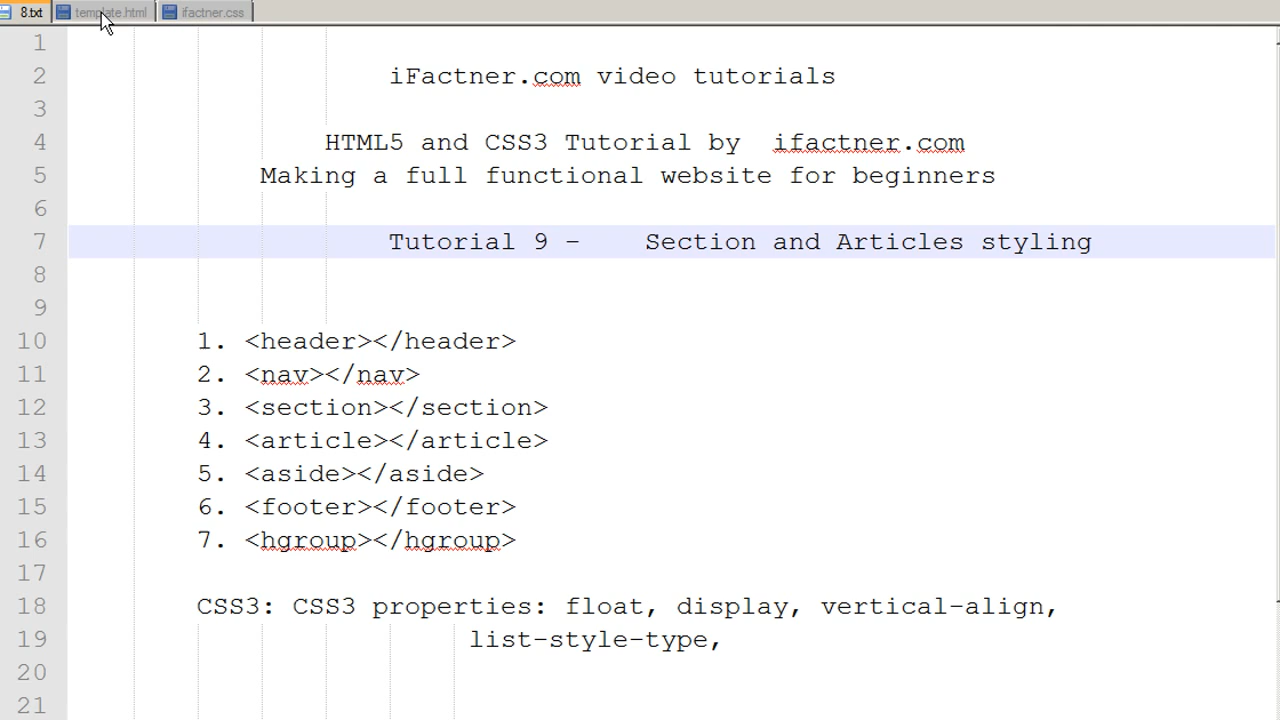 8.txt template.html ifactner.css
1
2 iFactner.com video tutorials
3
4 HTML5 and CSS3 Tutorial by ifactner.com
5 Making a full functional website for beginners
6
7 Tutorial 9 - Section and Articles styling
8
9
10 1. <header></header>
11 2. <nav></nav>
12 3. <section></section>
13 4. <article></article>
14 5. <aside></aside>
15 6. <footer></footer>
16 7. <hgroup></hgroup>
17
18 CSS3: CSS3 properties: float, display, vertical-align,
19 list-style-type,
20
21